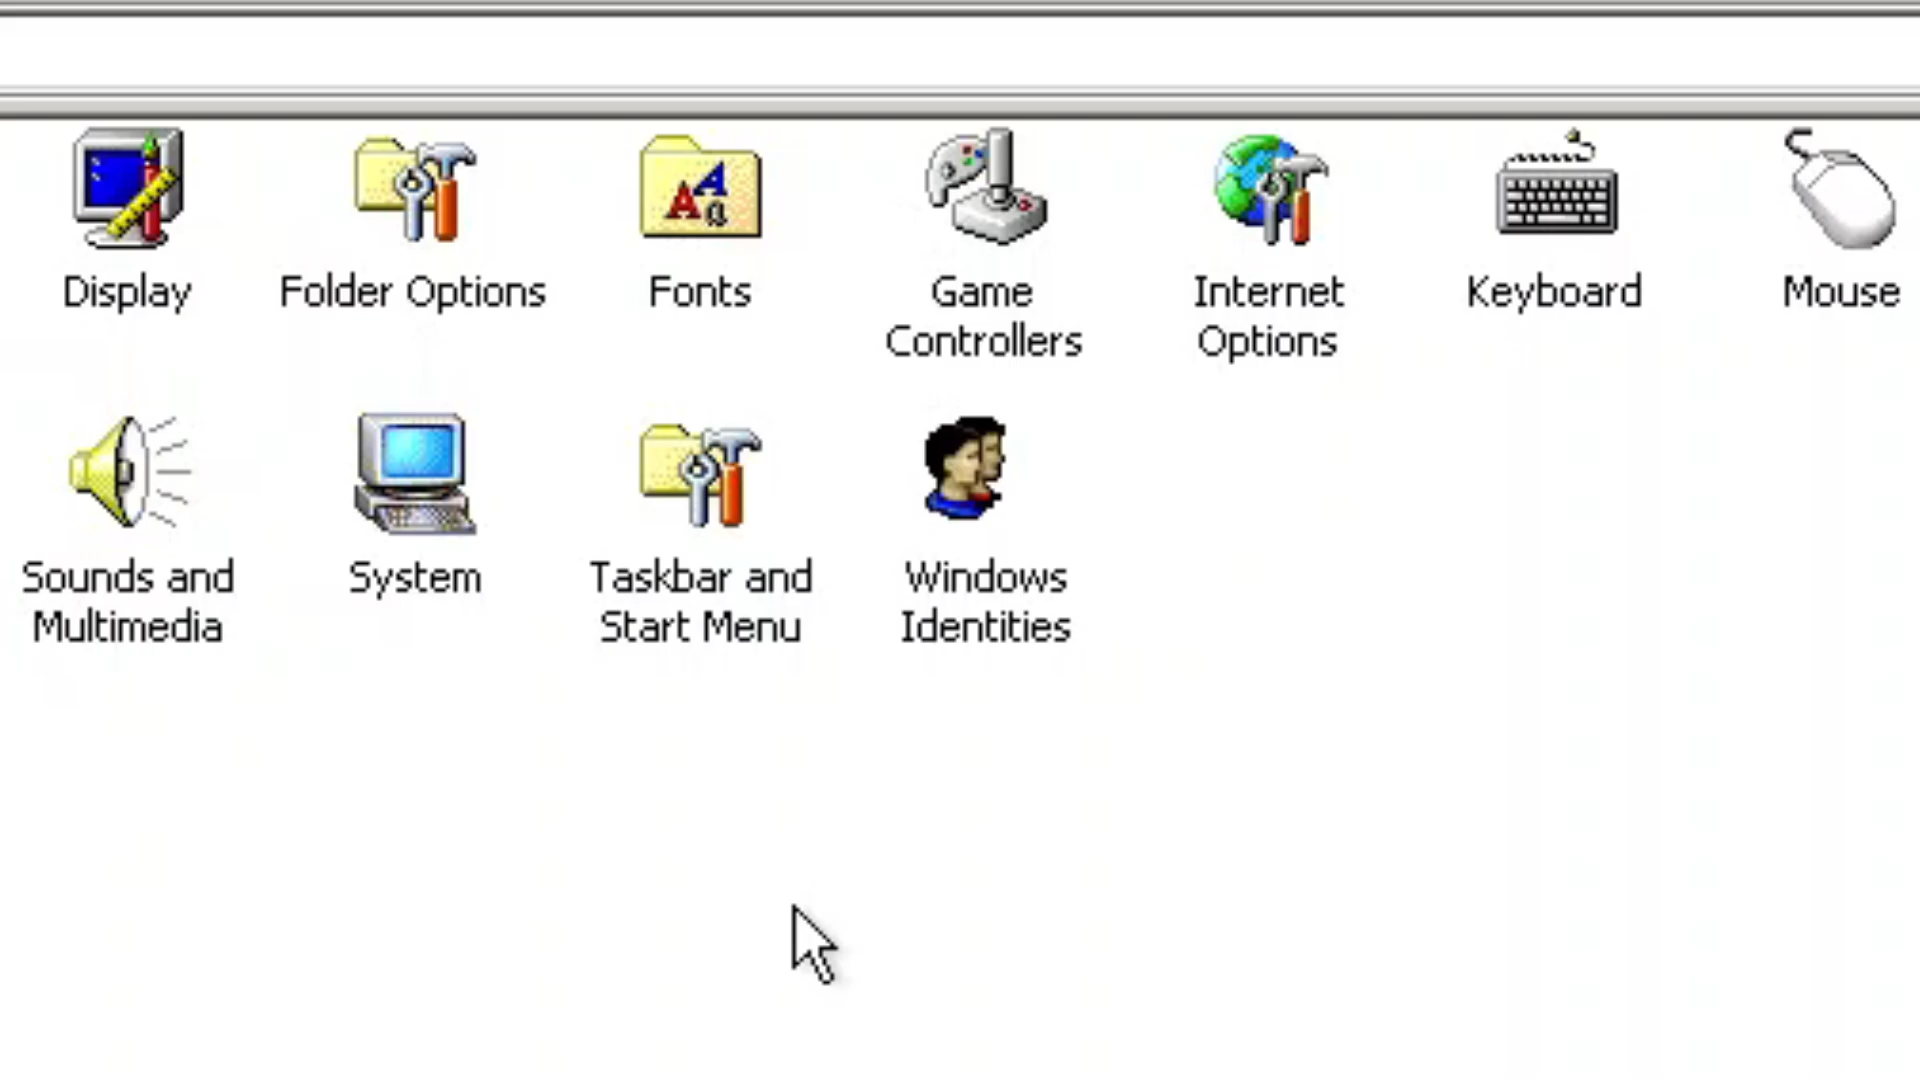 Display
Folder Options
Fonts
Game
Controllers
Internet
Options
Keyboard
Mouse
Sounds and
Multimedia
System
Taskbar and
Start Menu
Windows
Identities